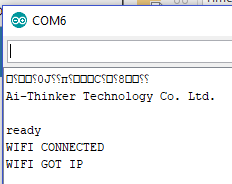 COM6
Ai-Thinker Technology Co. Ltd.
ready
WIFI CONNECTED
WIFI GOT IP